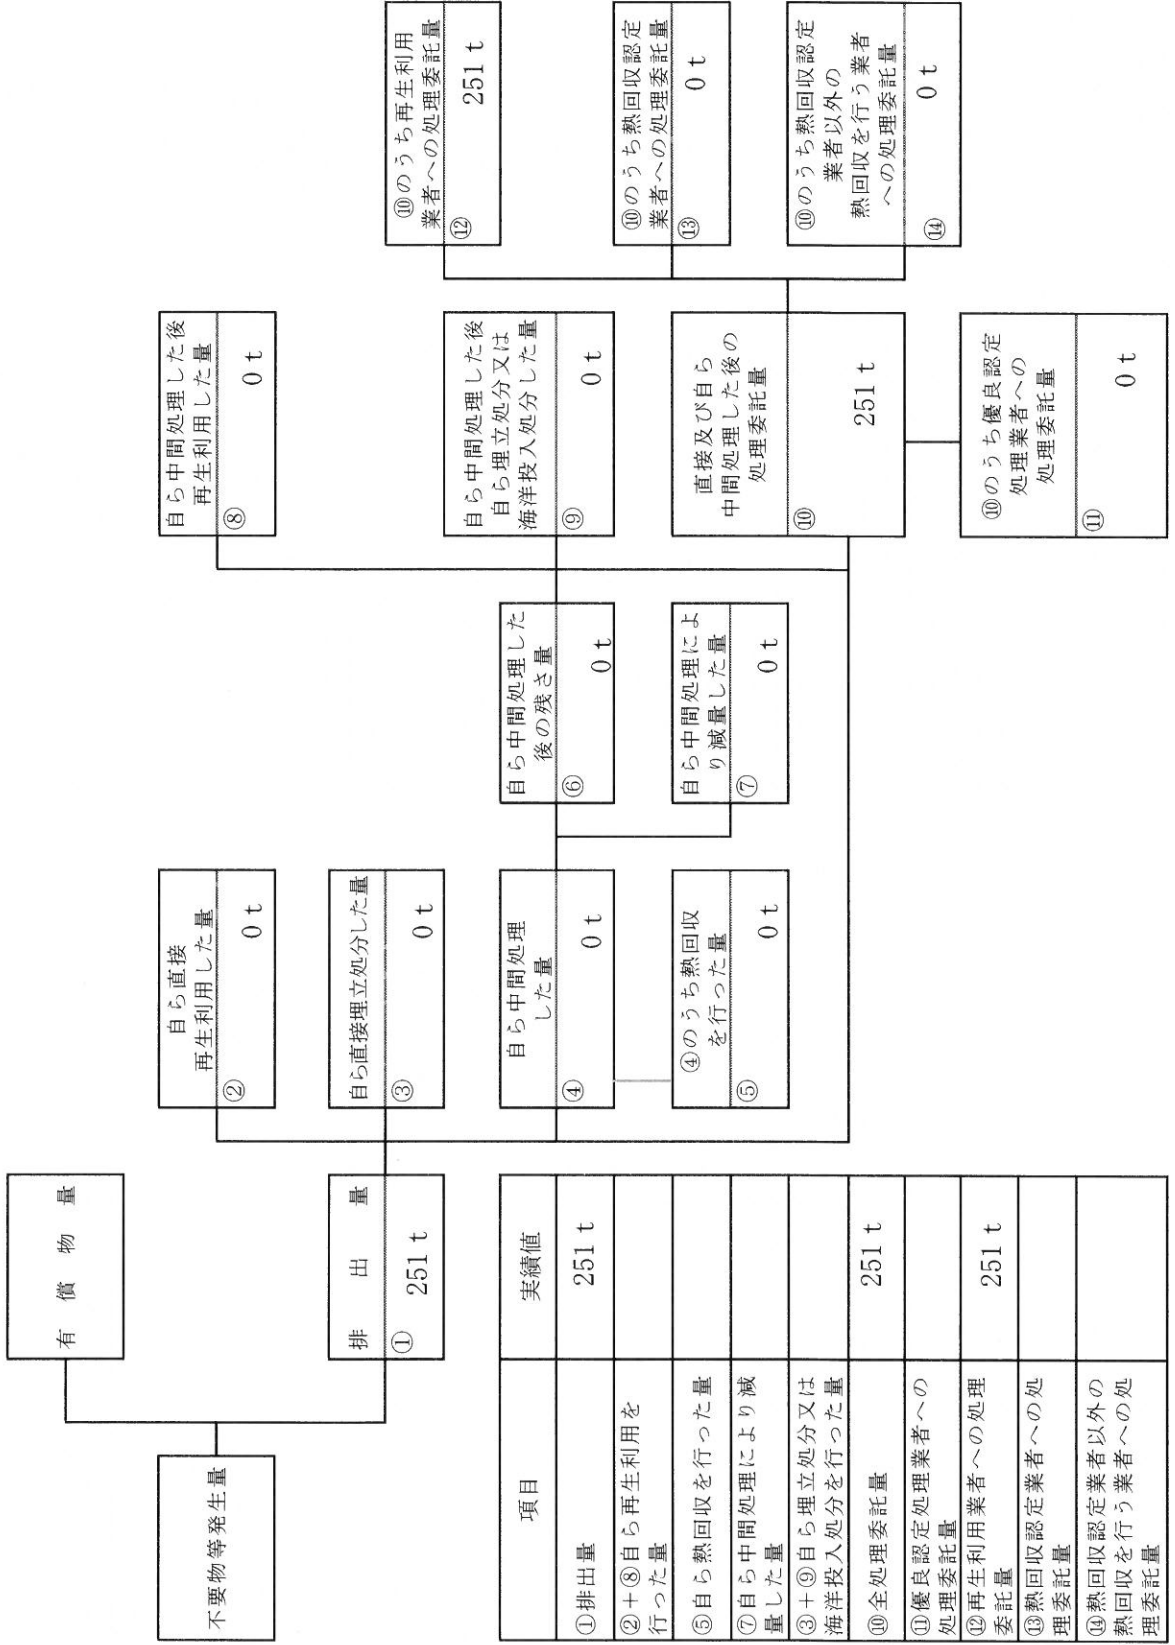 不要物等発生量
有償物量
排出量
① 251 t
自ら直接
再生利用した量
② 0 t
自ら直接埋立処分した量
③ 0 t
自ら中間処理
した量
④ 0 t
④のうち熱回収
を行った量
⑤ 0 t
自ら中間処理した
後の残さ量
⑥ 0 t
自ら中間処理によ
り減量した量
⑦ 0 t
自ら中間処理した後
再生利用した量
⑧ 0 t
自ら中間処理した後
自ら埋立処分又は
海洋投入処分した量
⑨ 0 t
直接及び自ら
中間処理した後の
処理委託量
⑩ 251 t
⑩のうち優良認定
処理業者への
処理委託量
⑪ 0 t
⑩のうち再生利用
業者への処理委託量
⑫ 251 t
⑩のうち熱回収認定
業者への処理委託量
⑬ 0 t
⑩のうち熱回収認定
業者以外の
熱回収を行う業者
への処理委託量
⑭ 0 t
項目 実績値
①排出量 251 t
②+⑧自ら再生利用を
行った量
⑤自ら熱回収を行った量
⑦自ら中間処理により減
量した量
③+⑨自ら埋立処分又は
海洋投入処分を行った量
⑩全処理委託量 251 t
⑪優良認定処理業者への
処理委託量
⑫再生利用業者への処理
委託量 251 t
⑬熱回収認定業者への処
理委託量
⑭熱回収認定業者以外の
熱回収を行う業者への処
理委託量